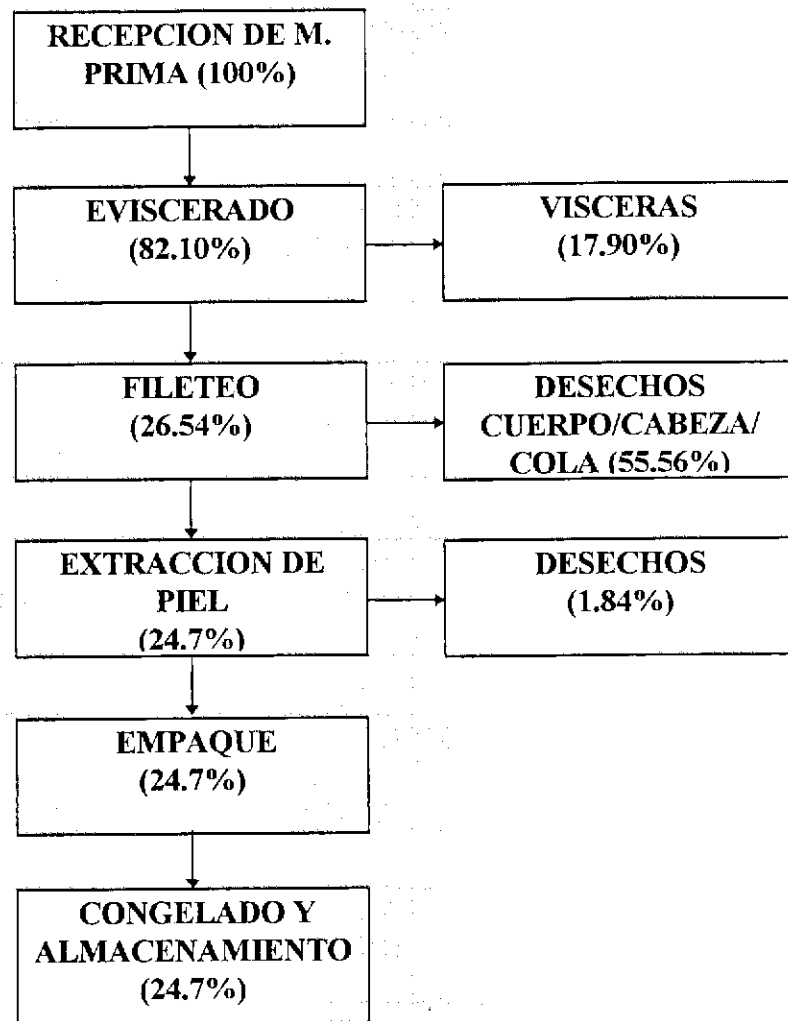 RECEPCION DE M.
PRIMA (100%)
EVISCERADO
(82.10%)
VISCERAS
(17.90%)
FILETEO
(26.54%)
DESECHOS
CUERPO/CABEZA/
COLA (55.56%)
EXTRACCION DE
PIEL
(24.7%)
DESECHOS
(1.84%)
EMPAQUE
(24.7%)
CONGELADO Y
ALMACENAMIENTO
(24.7%)